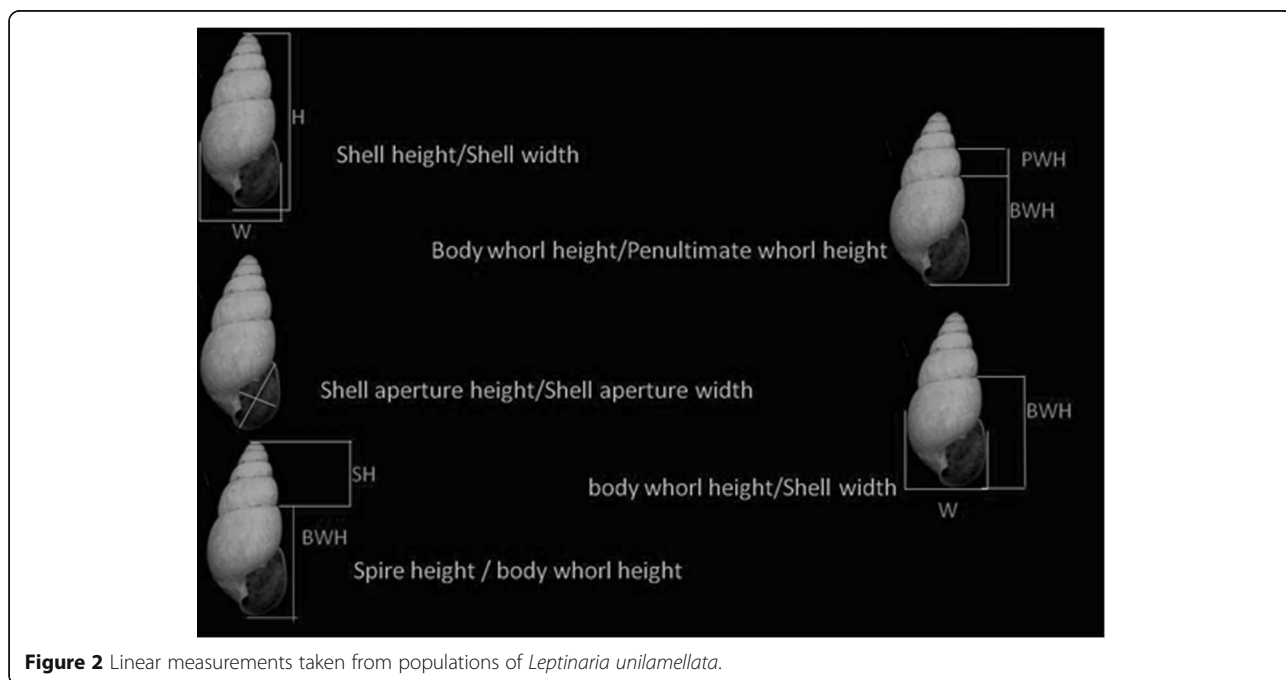 H
Shell height/Shell width
W
PWH
BWH
Body whorl height/Penultimate whorl height
Shell aperture height/Shell aperture width
BWH
body whorl height/Shell width
W
SH
BWH
Spire height / body whorl height
Figure 2 Linear measurements taken from populations of Leptinaria unilamellata.